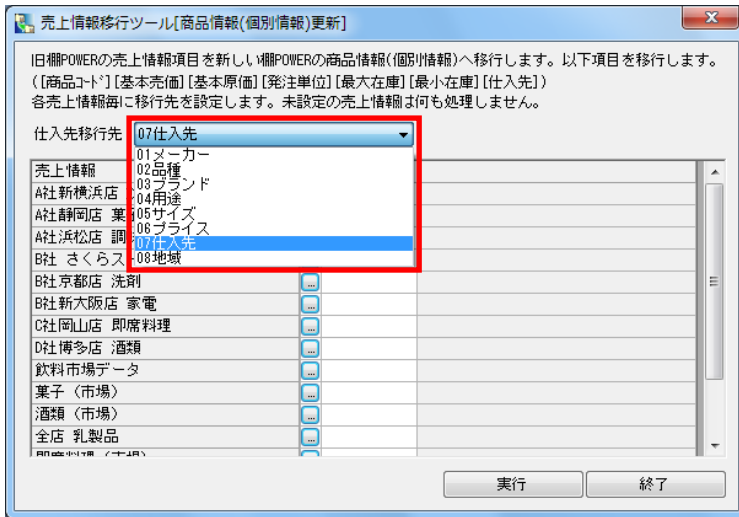 売上情報移行ツール[商品情報(個別情報)更新]
旧棚POWERの売上情報項目を新しい棚POWERの商品情報(個別情報)へ移行します。以下項目を移行します。
([商品コード][基本売価][基本原価][発注単位][最大在庫][最小在庫][仕入先])
各売上情報毎に移行先を設定します。未設定の売上情報は何も処理しません。
仕入先移行先 07仕入先
01メーカー
02品種
03ブランド
04用途
05サイズ
06プライス
07仕入先
08地域
売上情報
A社新横浜店
A社静岡店 菓
A社浜松店 調
B社 さくらス
B社京都店 洗剤
B社新大阪店 家電
C社岡山店 即席料理
D社博多店 酒類
飲料市場データ
菓子（市場）
酒類（市場）
全店 乳製品
即席料理（市場）
実行 終了